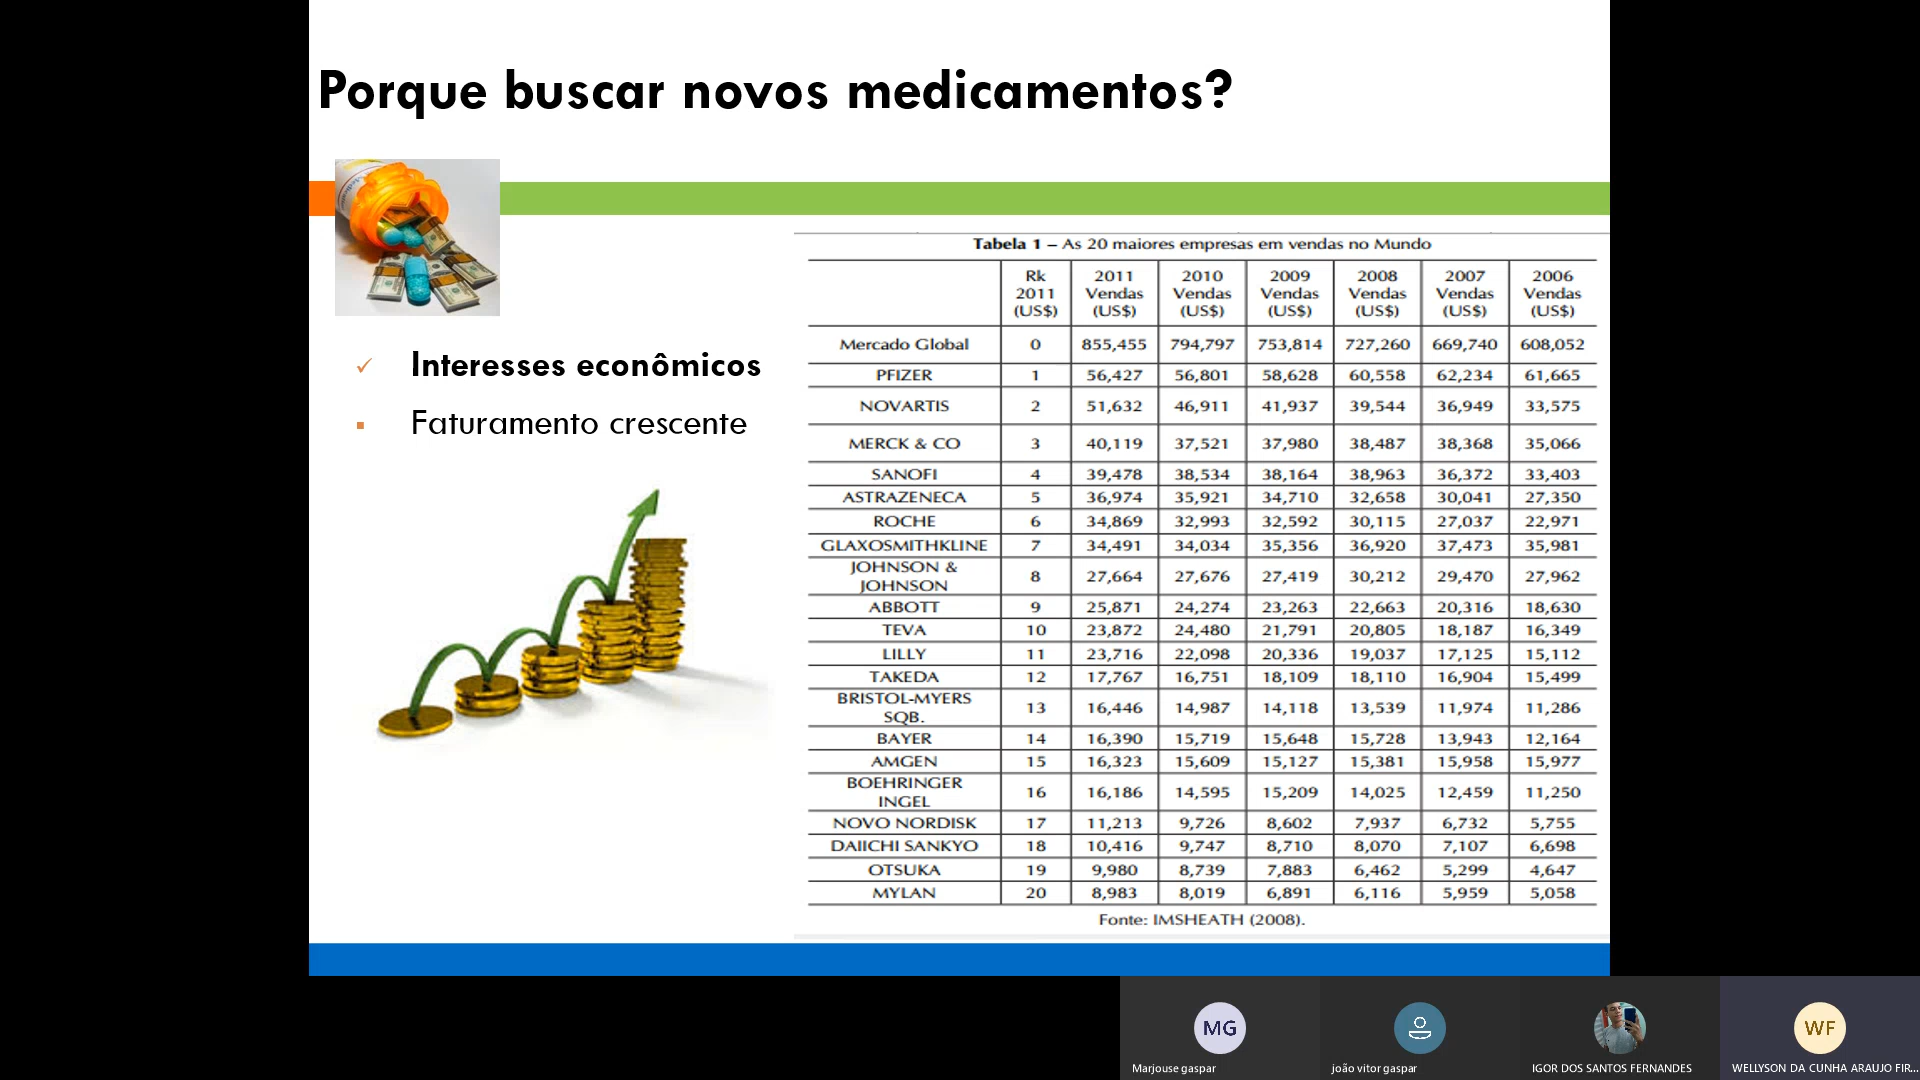 Porque buscar novos medicamentos?
Interesses econômicos
Faturamento crescente
Tabela 1 – As 20 maiores empresas em vendas no Mundo
Rk 2011 (US$) 2011 Vendas (US$) 2010 Vendas (US$) 2009 Vendas (US$) 2008 Vendas (US$) 2007 Vendas (US$) 2006 Vendas (US$)
Mercado Global 0 855,455 794,797 753,814 727,260 669,740 608,052
PFIZER 1 56,427 56,801 58,628 60,558 62,234 61,665
NOVARTIS 2 51,632 46,911 41,937 39,544 36,949 33,575
MERCK & CO 3 40,119 37,521 37,980 38,487 38,368 35,066
SANOFI 4 39,478 38,534 38,164 38,963 36,372 33,403
ASTRAZENECA 5 36,974 35,921 34,710 32,658 30,041 27,350
ROCHE 6 34,869 32,993 32,592 30,115 27,037 22,971
GLAXOSMITHKLINE 7 34,491 34,034 35,356 36,920 37,473 35,981
JOHNSON & JOHNSON 8 27,664 27,676 27,419 30,212 29,470 27,962
ABBOTT 9 25,871 24,274 23,263 22,663 20,316 18,630
TEVA 10 23,872 24,480 21,791 20,805 18,187 16,349
LILLY 11 23,716 22,098 20,336 19,037 17,125 15,112
TAKEDA 12 17,767 16,751 18,109 18,110 16,904 15,499
BRISTOL-MYERS SQB. 13 16,446 14,987 14,118 13,539 11,974 11,286
BAYER 14 16,390 15,719 15,648 15,728 13,943 12,164
AMGEN 15 16,323 15,609 15,127 15,381 15,958 15,977
BOEHRINGER INGEL 16 16,186 14,595 15,209 14,025 12,459 11,250
NOVO NORDISK 17 11,213 9,726 8,602 7,937 6,732 5,755
DAIICHI SANKYO 18 10,416 9,747 8,710 8,070 7,107 6,698
OTSUKA 19 9,980 8,739 7,883 6,462 5,299 4,647
MYLAN 20 8,983 8,019 6,891 6,116 5,959 5,058
Fonte: IMSHEATH (2008).
MG
WF
Marjouse gaspar
joão vitor gaspar
IGOR DOS SANTOS FERNANDES
WELLYSON DA CUNHA ARAUJO FIR...